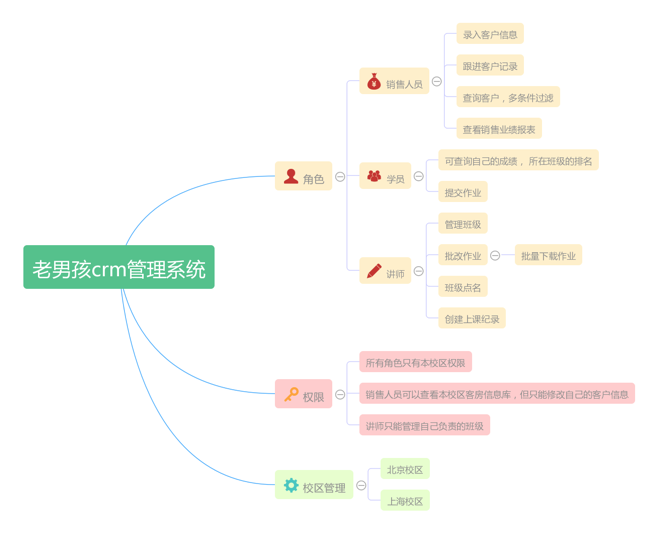 老男孩crm管理系统
角色
销售人员
录入客户信息
跟进客户记录
查询客户，多条件过滤
查看销售业绩报表
学员
可查询自己的成绩， 所在班级的排名
提交作业
讲师
管理班级
批改作业
批量下载作业
班级点名
创建上课纪录
权限
所有角色只有本校区权限
销售人员可以查看本校区客房信息库，但只能修改自己的客户信息
讲师只能管理自己负责的班级
校区管理
北京校区
上海校区